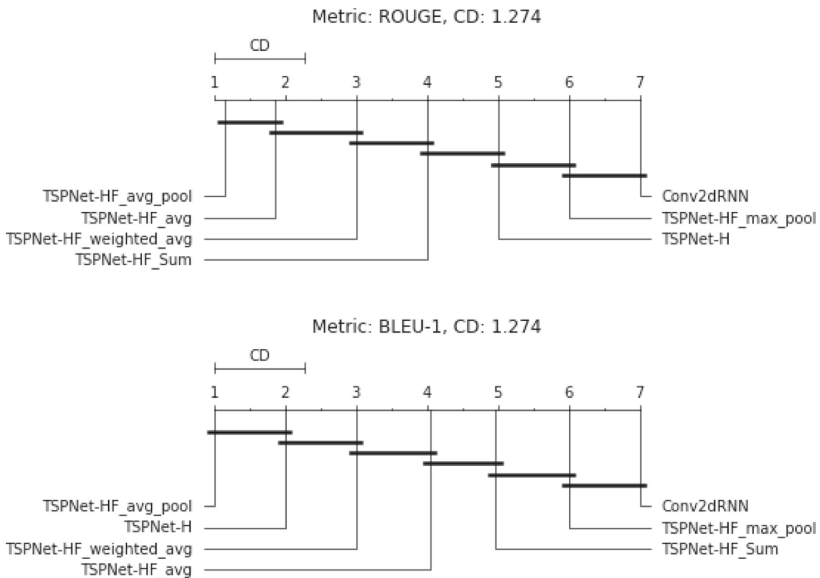 Metric: ROUGE, CD: 1.274
CD
1 2 3 4 5 6 7
TSPNet-HF_avg_pool Conv2dRNN
TSPNet-HF_avg TSPNet-HF_max_pool
TSPNet-HF_weighted_avg TSPNet-H
TSPNet-HF_Sum
Metric: BLEU-1, CD: 1.274
CD
1 2 3 4 5 6 7
TSPNet-HF_avg_pool Conv2dRNN
TSPNet-H TSPNet-HF_max_pool
TSPNet-HF_weighted_avg TSPNet-HF_Sum
TSPNet-HF_avg